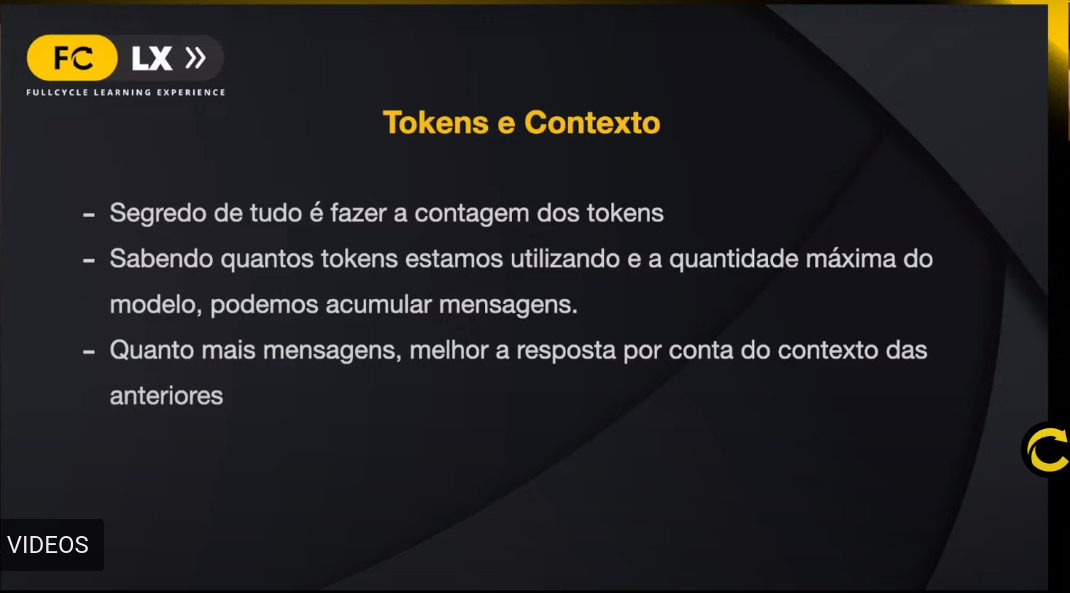 FC LX »
FULLCYCLE LEARNING EXPERIENCE
Tokens e Contexto
- Segredo de tudo é fazer a contagem dos tokens
- Sabendo quantos tokens estamos utilizando e a quantidade máxima do
modelo, podemos acumular mensagens.
- Quanto mais mensagens, melhor a resposta por conta do contexto das
anteriores
VIDEOS